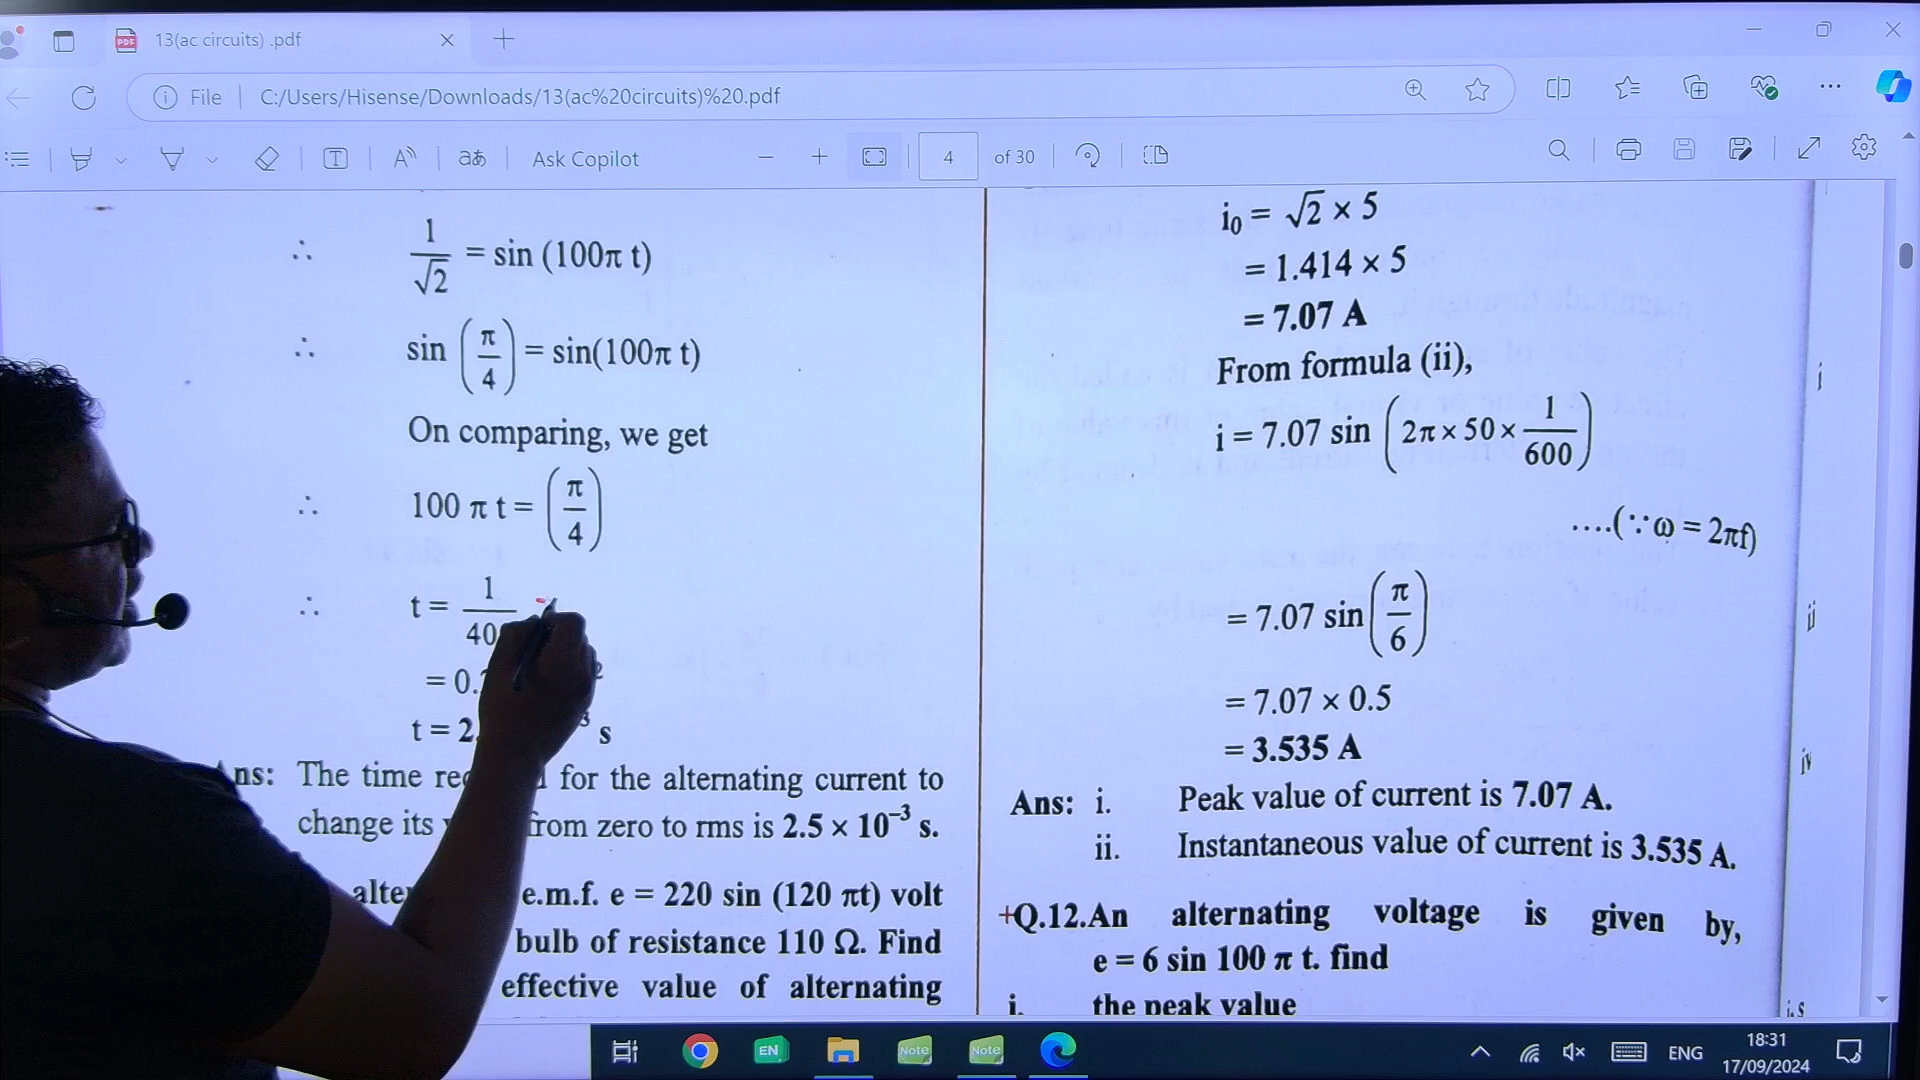 13(ac circuits) .pdf
File
C:/Users/Hisense/Downloads/13(ac%20circuits)%20.pdf
Ask Copilot
4 of 30
∴ 1/√2 = sin (100π t)
∴ sin (π/4) = sin(100π t)
On comparing, we get
∴ 100 π t = (π/4)
∴ t = 1/40
= 0.
t = 2. s
ns: The time re for the alternating current to
change its from zero to rms is 2.5 × 10⁻³ s.
alte e.m.f. e = 220 sin (120 πt) volt
bulb of resistance 110 Ω. Find
effective value of alternating
i₀ = √2 × 5
= 1.414 × 5
= 7.07 A
From formula (ii),
i = 7.07 sin (2π × 50 × 1/600)
....(∵ω = 2πf)
= 7.07 sin(π/6)
= 7.07 × 0.5
= 3.535 A
Ans: i. Peak value of current is 7.07 A.
ii. Instantaneous value of current is 3.535 A.
+Q.12.An alternating voltage is given by,
e = 6 sin 100 π t. find
i. the peak value
EN
Note
Note
ENG
18:31
17/09/2024